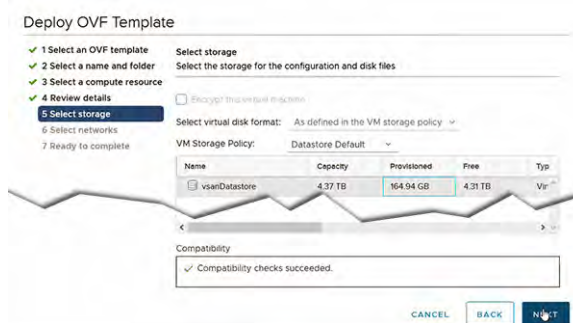 Deploy OVF Template
1 Select an OVF template
2 Select a name and folder
3 Select a compute resource
4 Review details
5 Select storage
6 Select networks
7 Ready to complete
Select storage
Select the storage for the configuration and disk files
Encrypt this virtual machine
Select virtual disk format: As defined in the VM storage policy
VM Storage Policy: Datastore Default
Name Capacity Provisioned Free Typ
vsanDatastore 4.37 TB 164.94 GB 4.31 TB Vir
Compatibility
Compatibility checks succeeded.
CANCEL BACK NEXT